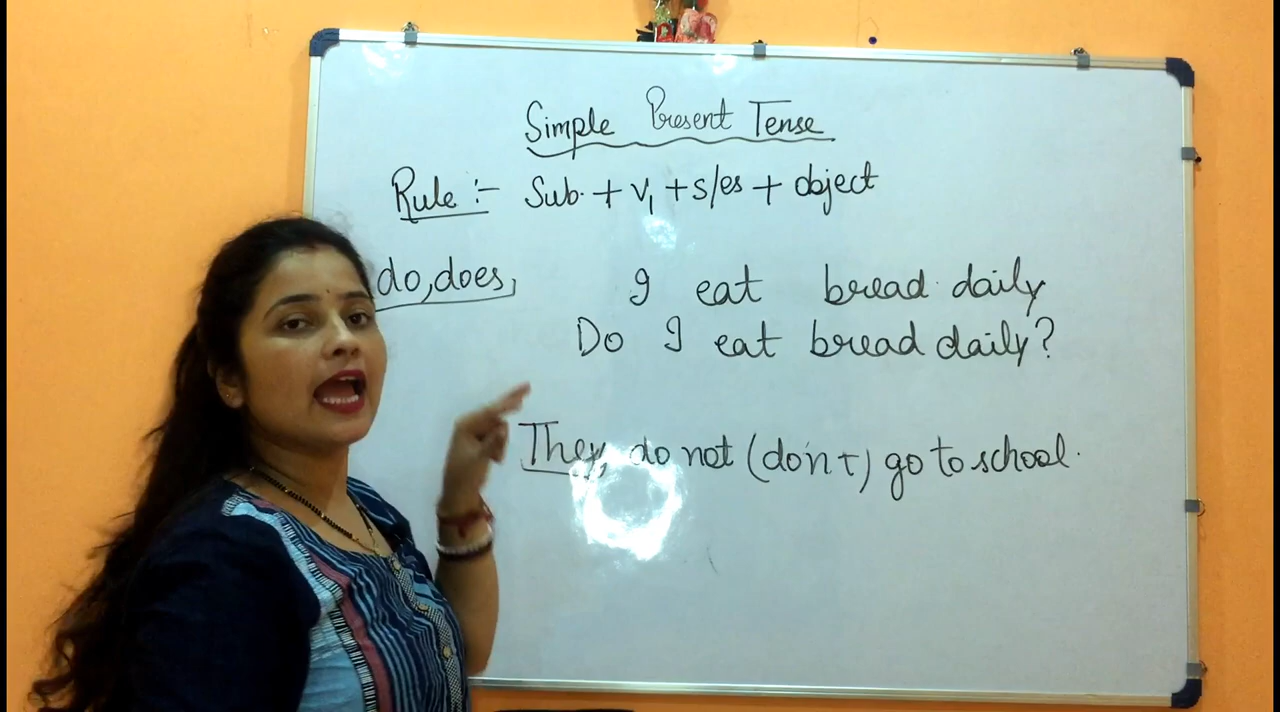 Simple Present Tense
Rule :- Sub. + V₁ + s/es + object
do, does,
I eat bread daily
Do I eat bread daily?
They, do not (don't) go to school.